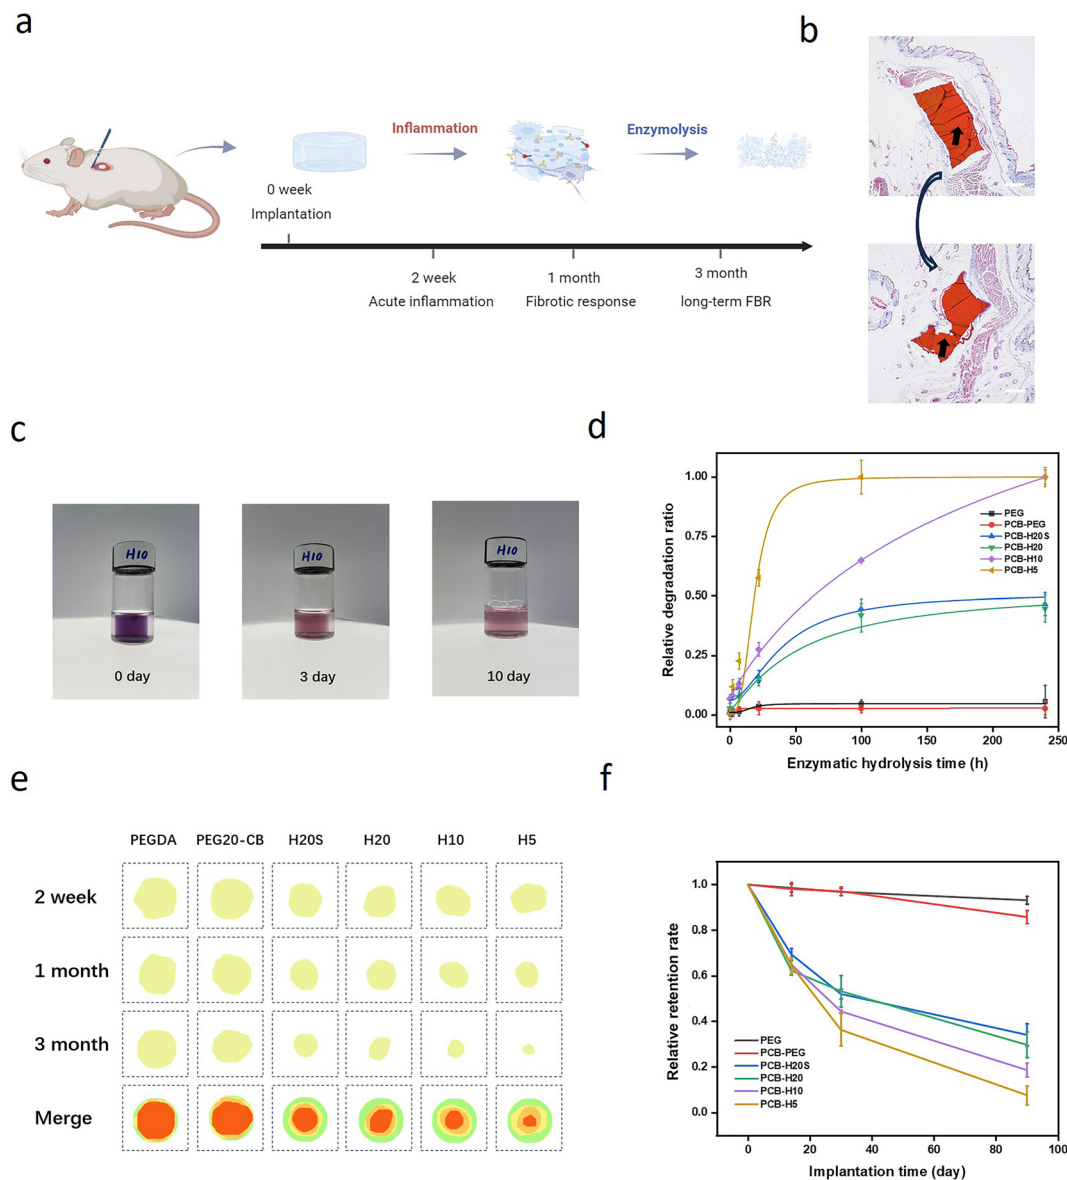 a
Inflammation
Enzymolysis
0 week
Implantation
2 week
Acute inflammation
1 month
Fibrotic response
3 month
long-term FBR
b
c
H10
0 day
H10
3 day
H10
10 day
d
Relative degradation ratio
1.00
0.75
0.50
0.25
0.00
PEG
PCB-PEG
PCB-H20S
PCB-H20
PCB-H10
PCB-H5
0
50
100
150
200
250
Enzymatic hydrolysis time (h)
e
PEGDA
PEG20-CB
H20S
H20
H10
H5
2 week
1 month
3 month
Merge
f
Relative retention rate
1.0
0.8
0.6
0.4
0.2
0.0
PEG
PCB-PEG
PCB-H20S
PCB-H20
PCB-H10
PCB-H5
0
20
40
60
80
100
Implantation time (day)